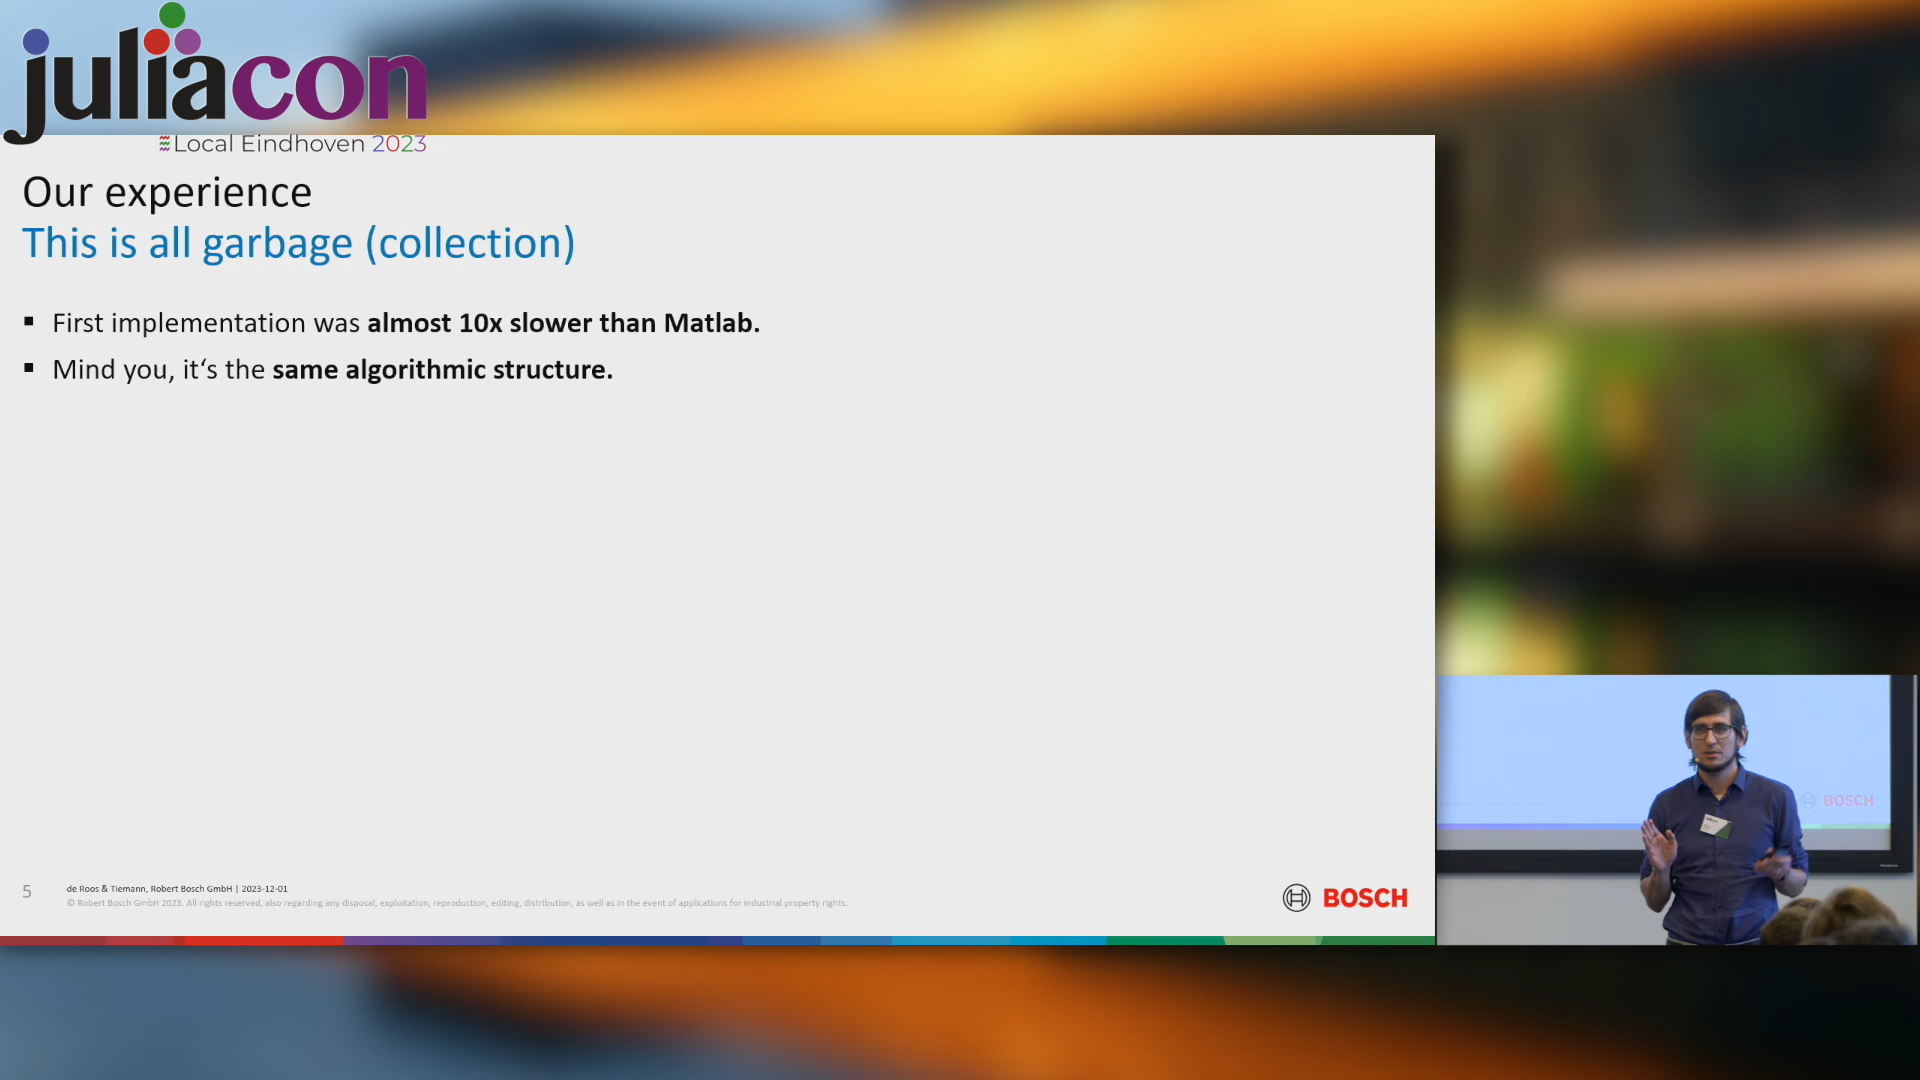 juliacon
Local Eindhoven 2023
Our experience
This is all garbage (collection)
▪ First implementation was almost 10x slower than Matlab.
▪ Mind you, it‘s the same algorithmic structure.
5
de Roos & Tiemann, Robert Bosch GmbH | 2023-12-01
© Robert Bosch GmbH 2023. All rights reserved, also regarding any disposal, exploitation, reproduction, editing, distribution, as well as in the event of applications for industrial property rights.
BOSCH
BOSCH